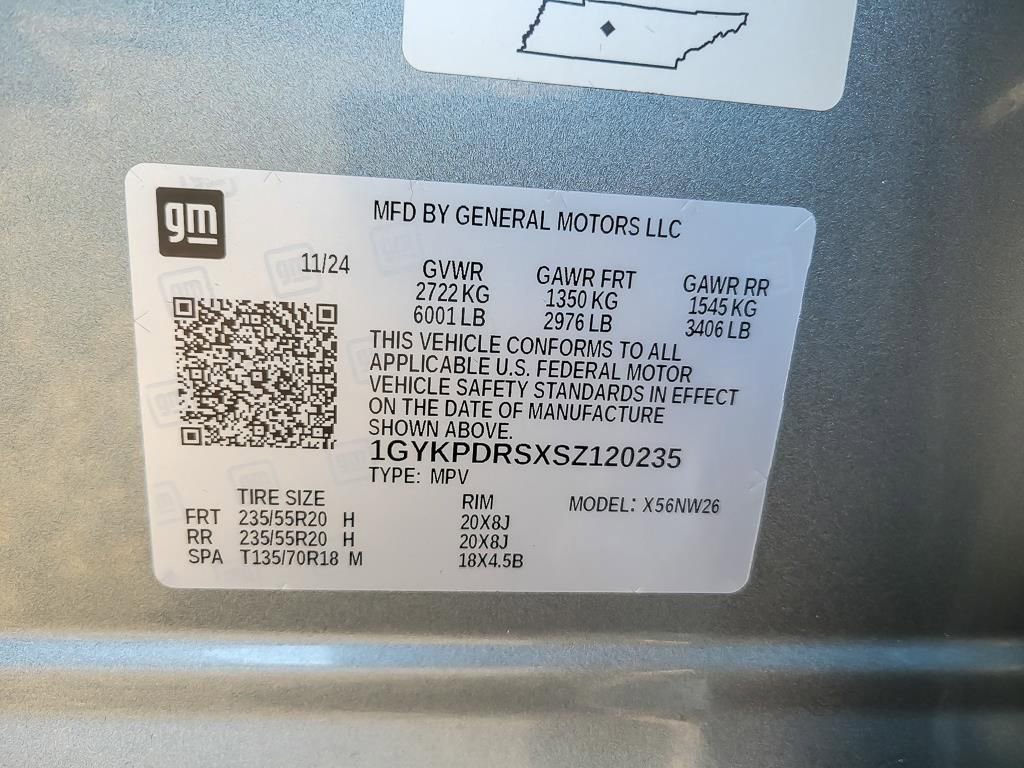 gm
MFD BY GENERAL MOTORS LLC
11/24
GVWR GAWR FRT GAWR RR
2722 KG 1350 KG 1545 KG
6001 LB 2976 LB 3406 LB
THIS VEHICLE CONFORMS TO ALL
APPLICABLE U.S. FEDERAL MOTOR
VEHICLE SAFETY STANDARDS IN EFFECT
ON THE DATE OF MANUFACTURE
SHOWN ABOVE.
1GYKPDRSXSZ120235
TYPE: MPV
TIRE SIZE RIM MODEL: X56NW26
FRT 235/55R20 H 20X8J
RR 235/55R20 H 20X8J
SPA T135/70R18 M 18X4.5B